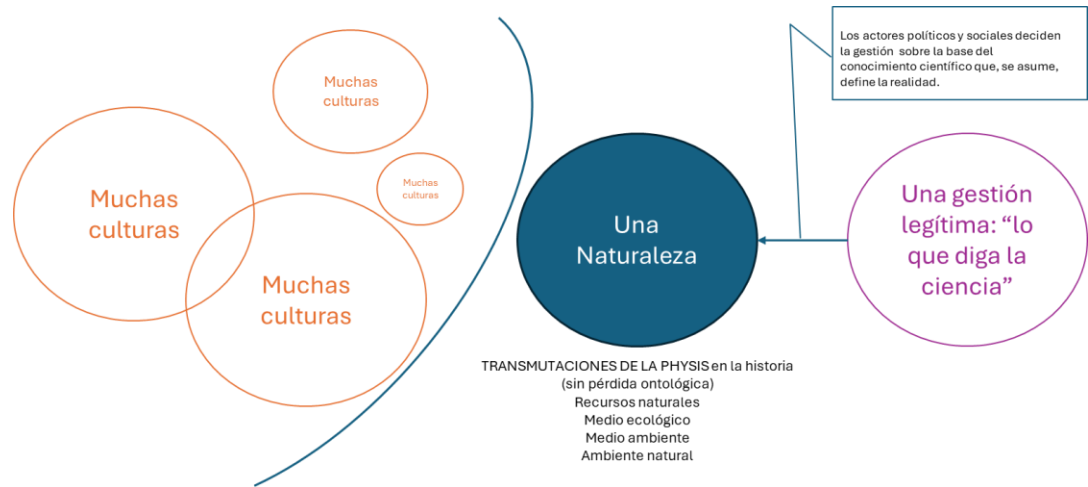 Muchas
culturas
Muchas
culturas
Muchas
culturas
Muchas
culturas
Una
Naturaleza
TRANSMUTACIONES DE LA PHYSIS en la historia
(sin pérdida ontológica)
Recursos naturales
Medio ecológico
Medio ambiente
Ambiente natural
Los actores políticos y sociales deciden
la gestión sobre la base del
conocimiento científico que, se asume,
define la realidad.
Una gestión
legítima: “lo
que diga la
ciencia”